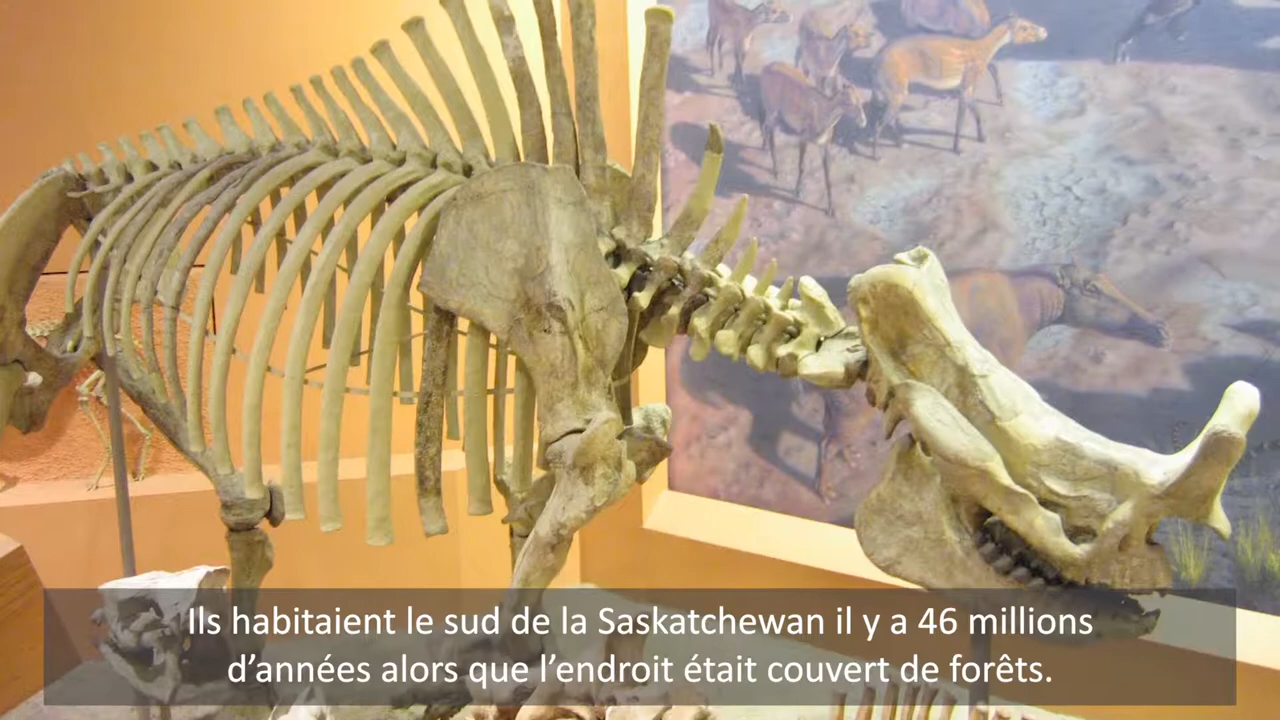 Ils habitaient le sud de la Saskatchewan il y a 46 millions
d’années alors que l’endroit était couvert de forêts.